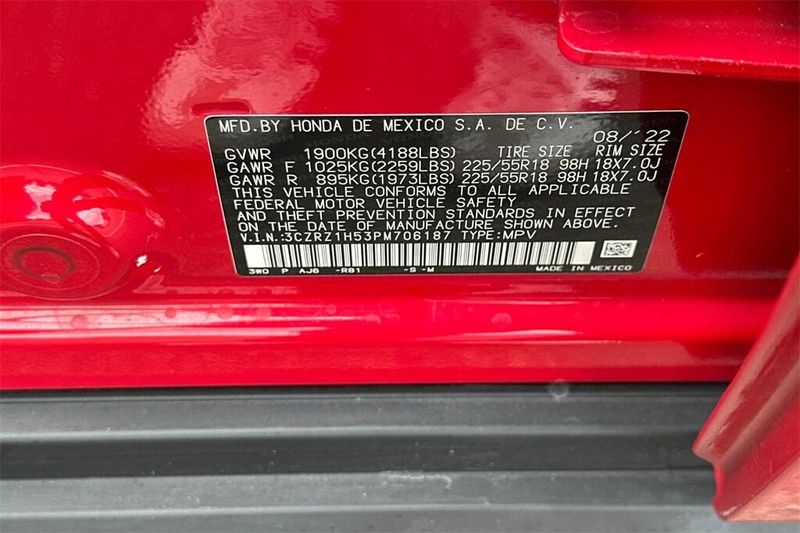 MFD.BY HONDA DE MEXICO S.A. DE C.V. 08/'22
GVWR 1900KG(4188LBS) TIRE SIZE RIM SIZE
GAWR F 1025KG(2259LBS) 225/55R18 98H 18X7.0J
GAWR R 895KG(1973LBS) 225/55R18 98H 18X7.0J
THIS VEHICLE CONFORMS TO ALL APPLICABLE
FEDERAL MOTOR VEHICLE SAFETY
AND THEFT PREVENTION STANDARDS IN EFFECT
ON THE DATE OF MANUFACTURE SHOWN ABOVE.
V.I.N.:3CZRZ1H53PM706187 TYPE:MPV
3W0 P AJ6 -R81 -S -M MADE IN MEXICO